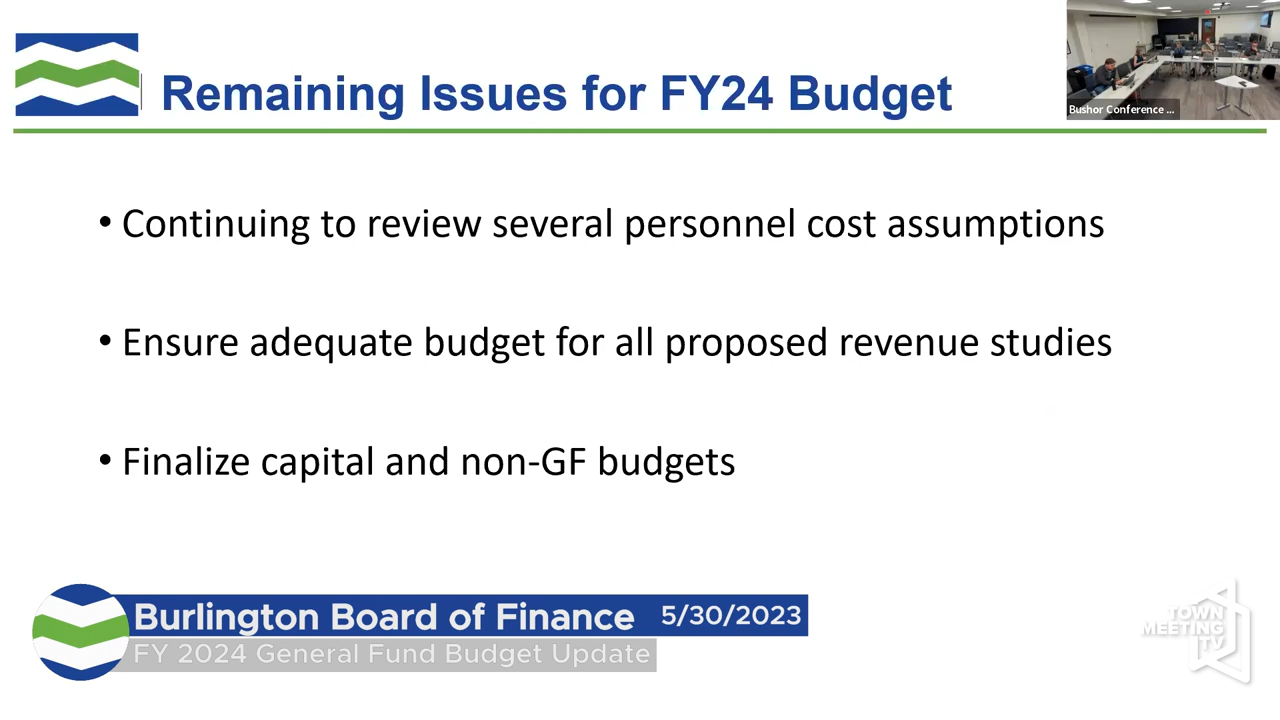 Remaining Issues for FY24 Budget
Bushor Conference ...
• Continuing to review several personnel cost assumptions
• Ensure adequate budget for all proposed revenue studies
• Finalize capital and non-GF budgets
Burlington Board of Finance 5/30/2023
FY 2024 General Fund Budget Update
TOWN
MEETING
TV